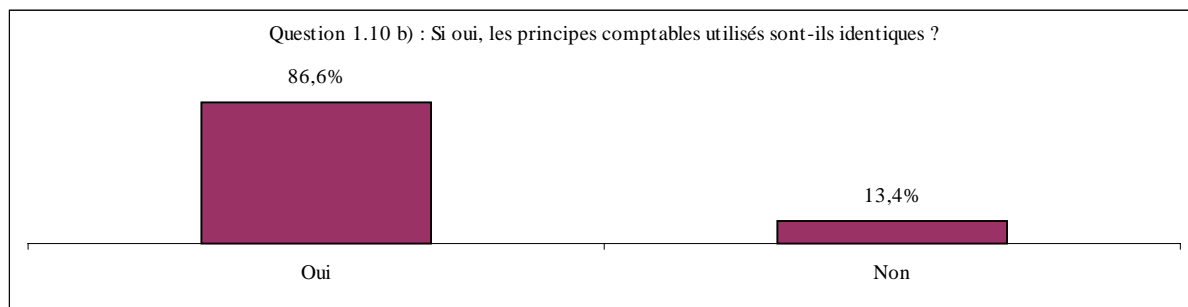 Question 1.10 b) : Si oui, les principes comptables utilisés sont-ils identiques ?
86,6%
13,4%
Oui Non